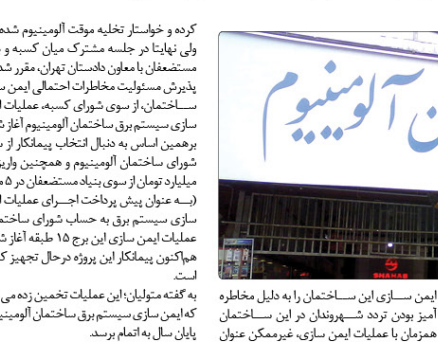 کرده و خواستار تخلیه موقت آلومینیوم شده
ولی نهایتا در جلسه مشترک میان کسبه و
مستضعفان با معاون دادستان تهران، مقرر شد
پذیرش مسئولیت مخاطرات احتمالی ایمن
ساختمان، از سوی شورای کسبه، عملیات
سازی سیستم برق ساختمان آلومینیوم آغاز
برهمین اساس به دنبال انتخاب پیمانکار از
شورای ساختمان آلومینیوم و همچنین واریز
میلیارد تومان از سوی بنیاد مستضعفان در ۵
(به عنوان پیش پرداخت اجرای عملیات
سازی سیستم برق به حساب شورای
عملیات ایمن سازی این برج ۱۵ طبقه آغاز
هم‌اکنون پیمانکار این پروژه درحال تجهیز
است.
به گفته متولیان؛ این عملیات تخمین زده می
که ایمن سازی سیستم برق ساختمان
پایان سال به اتمام برسد.
آلومینیوم
SHAHAB
ایمن سازی این ساختمان را به دلیل مخاطره
آمیز بودن تردد شهروندان در این ساختمان
همزمان با عملیات ایمن سازی، غیرممکن عنوان